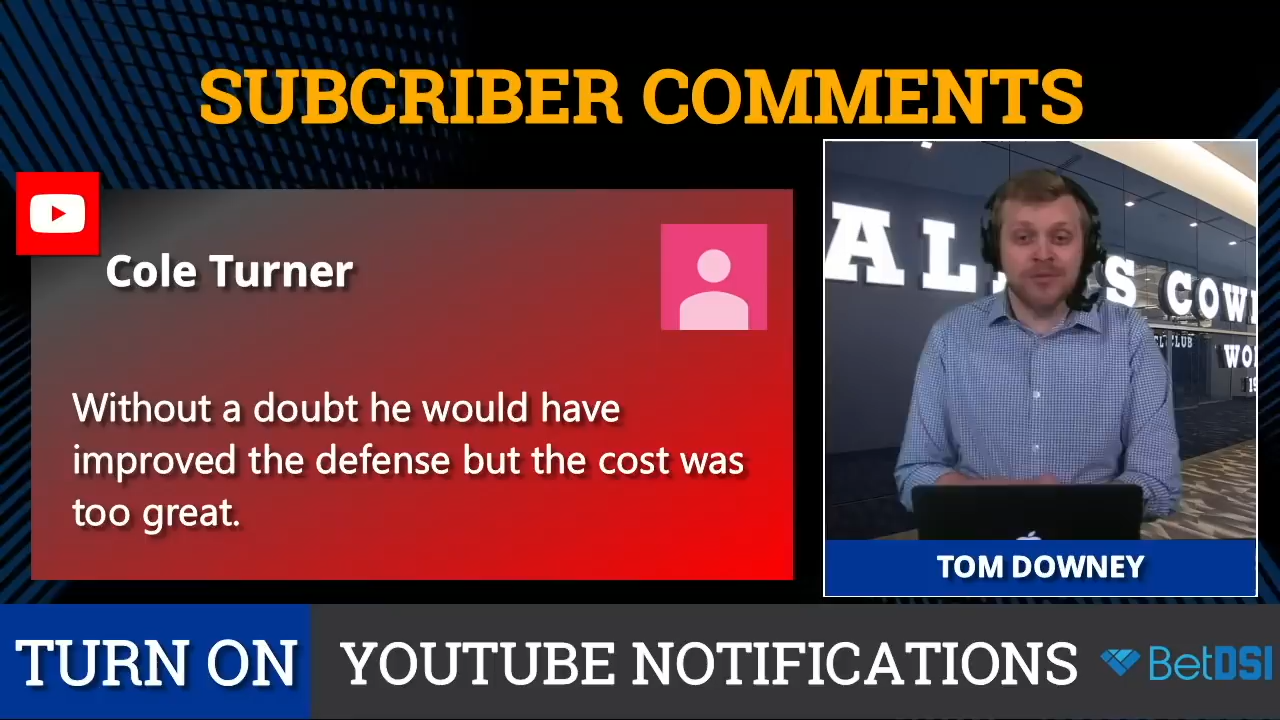 SUBCRIBER COMMENTS
Cole Turner
Without a doubt he would have
improved the defense but the cost was
too great.
TOM DOWNEY
TURN ON YOUTUBE NOTIFICATIONS BetDSI